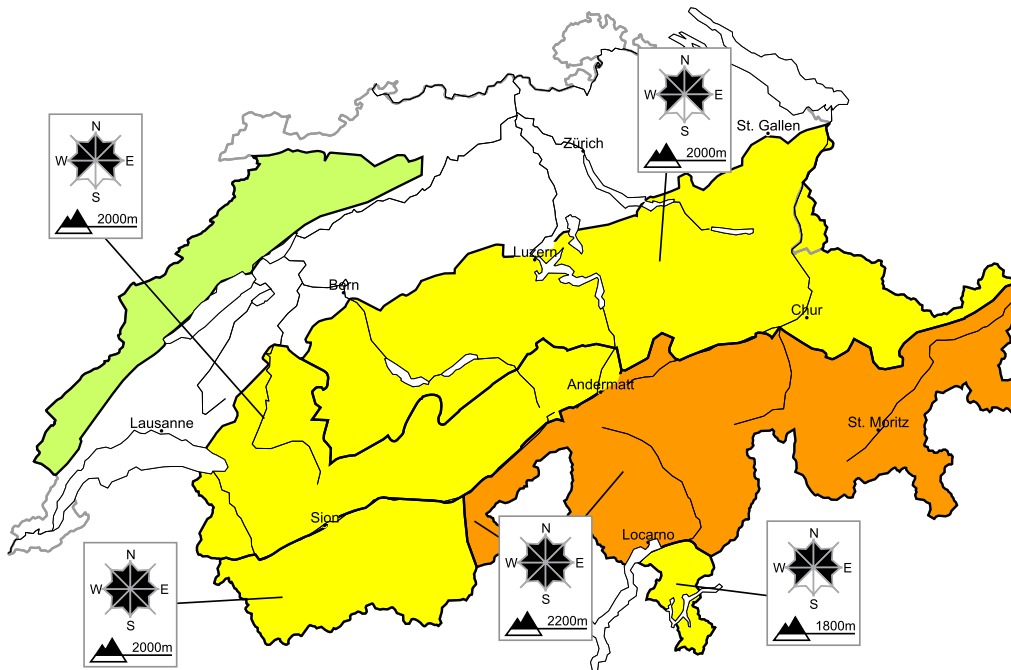 N
W E
S
2000m
St. Gallen
Zürich
N
W E
S
2000m
Luzern
Bern
Chur
Andermatt
Lausanne
St. Moritz
Sion
Locarno
N
W E
S
2200m
N
W E
S
1800m
N
W E
S
2000m